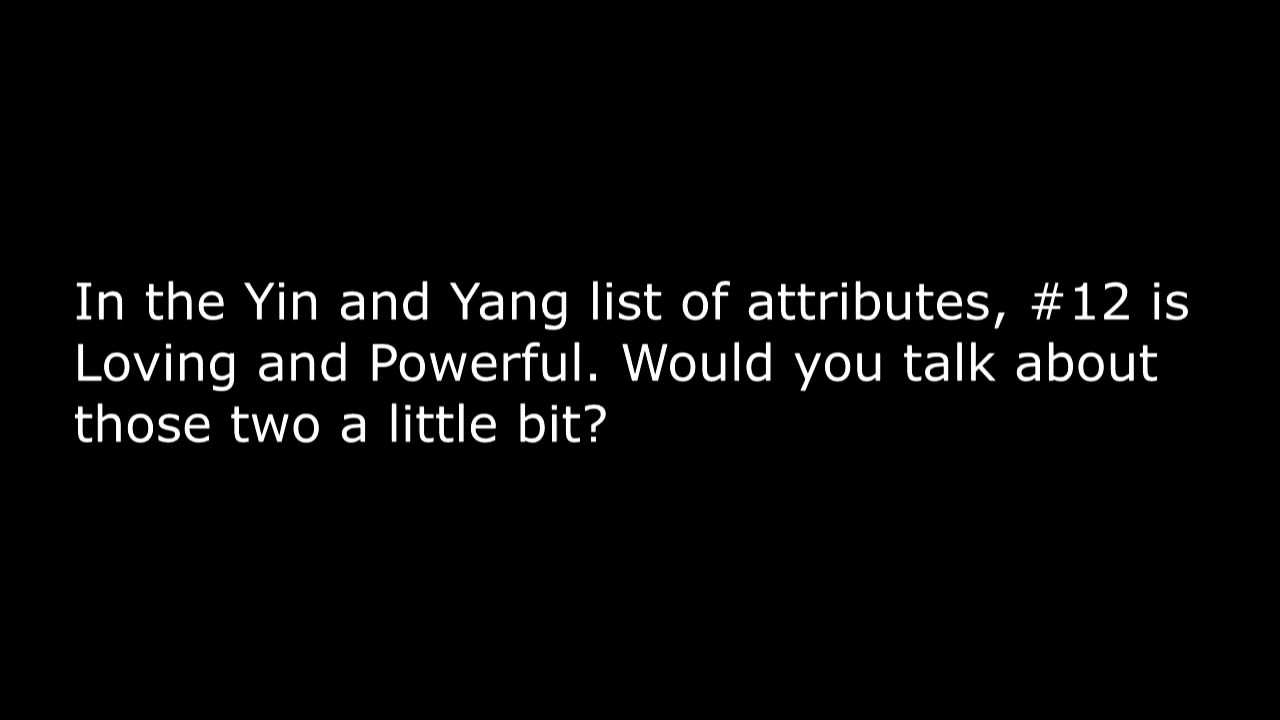 In the Yin and Yang list of attributes, #12 is
Loving and Powerful. Would you talk about
those two a little bit?